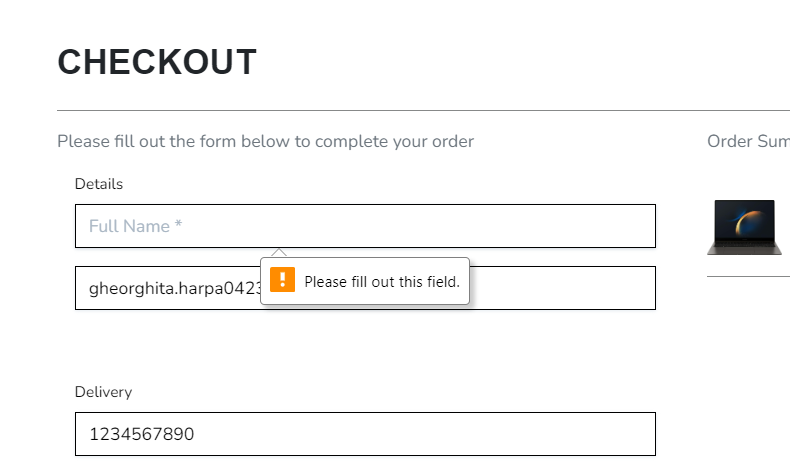 CHECKOUT
Please fill out the form below to complete your order
Order Sum
Details
Full Name *
Please fill out this field.
gheorghita.harpa0423
Delivery
1234567890